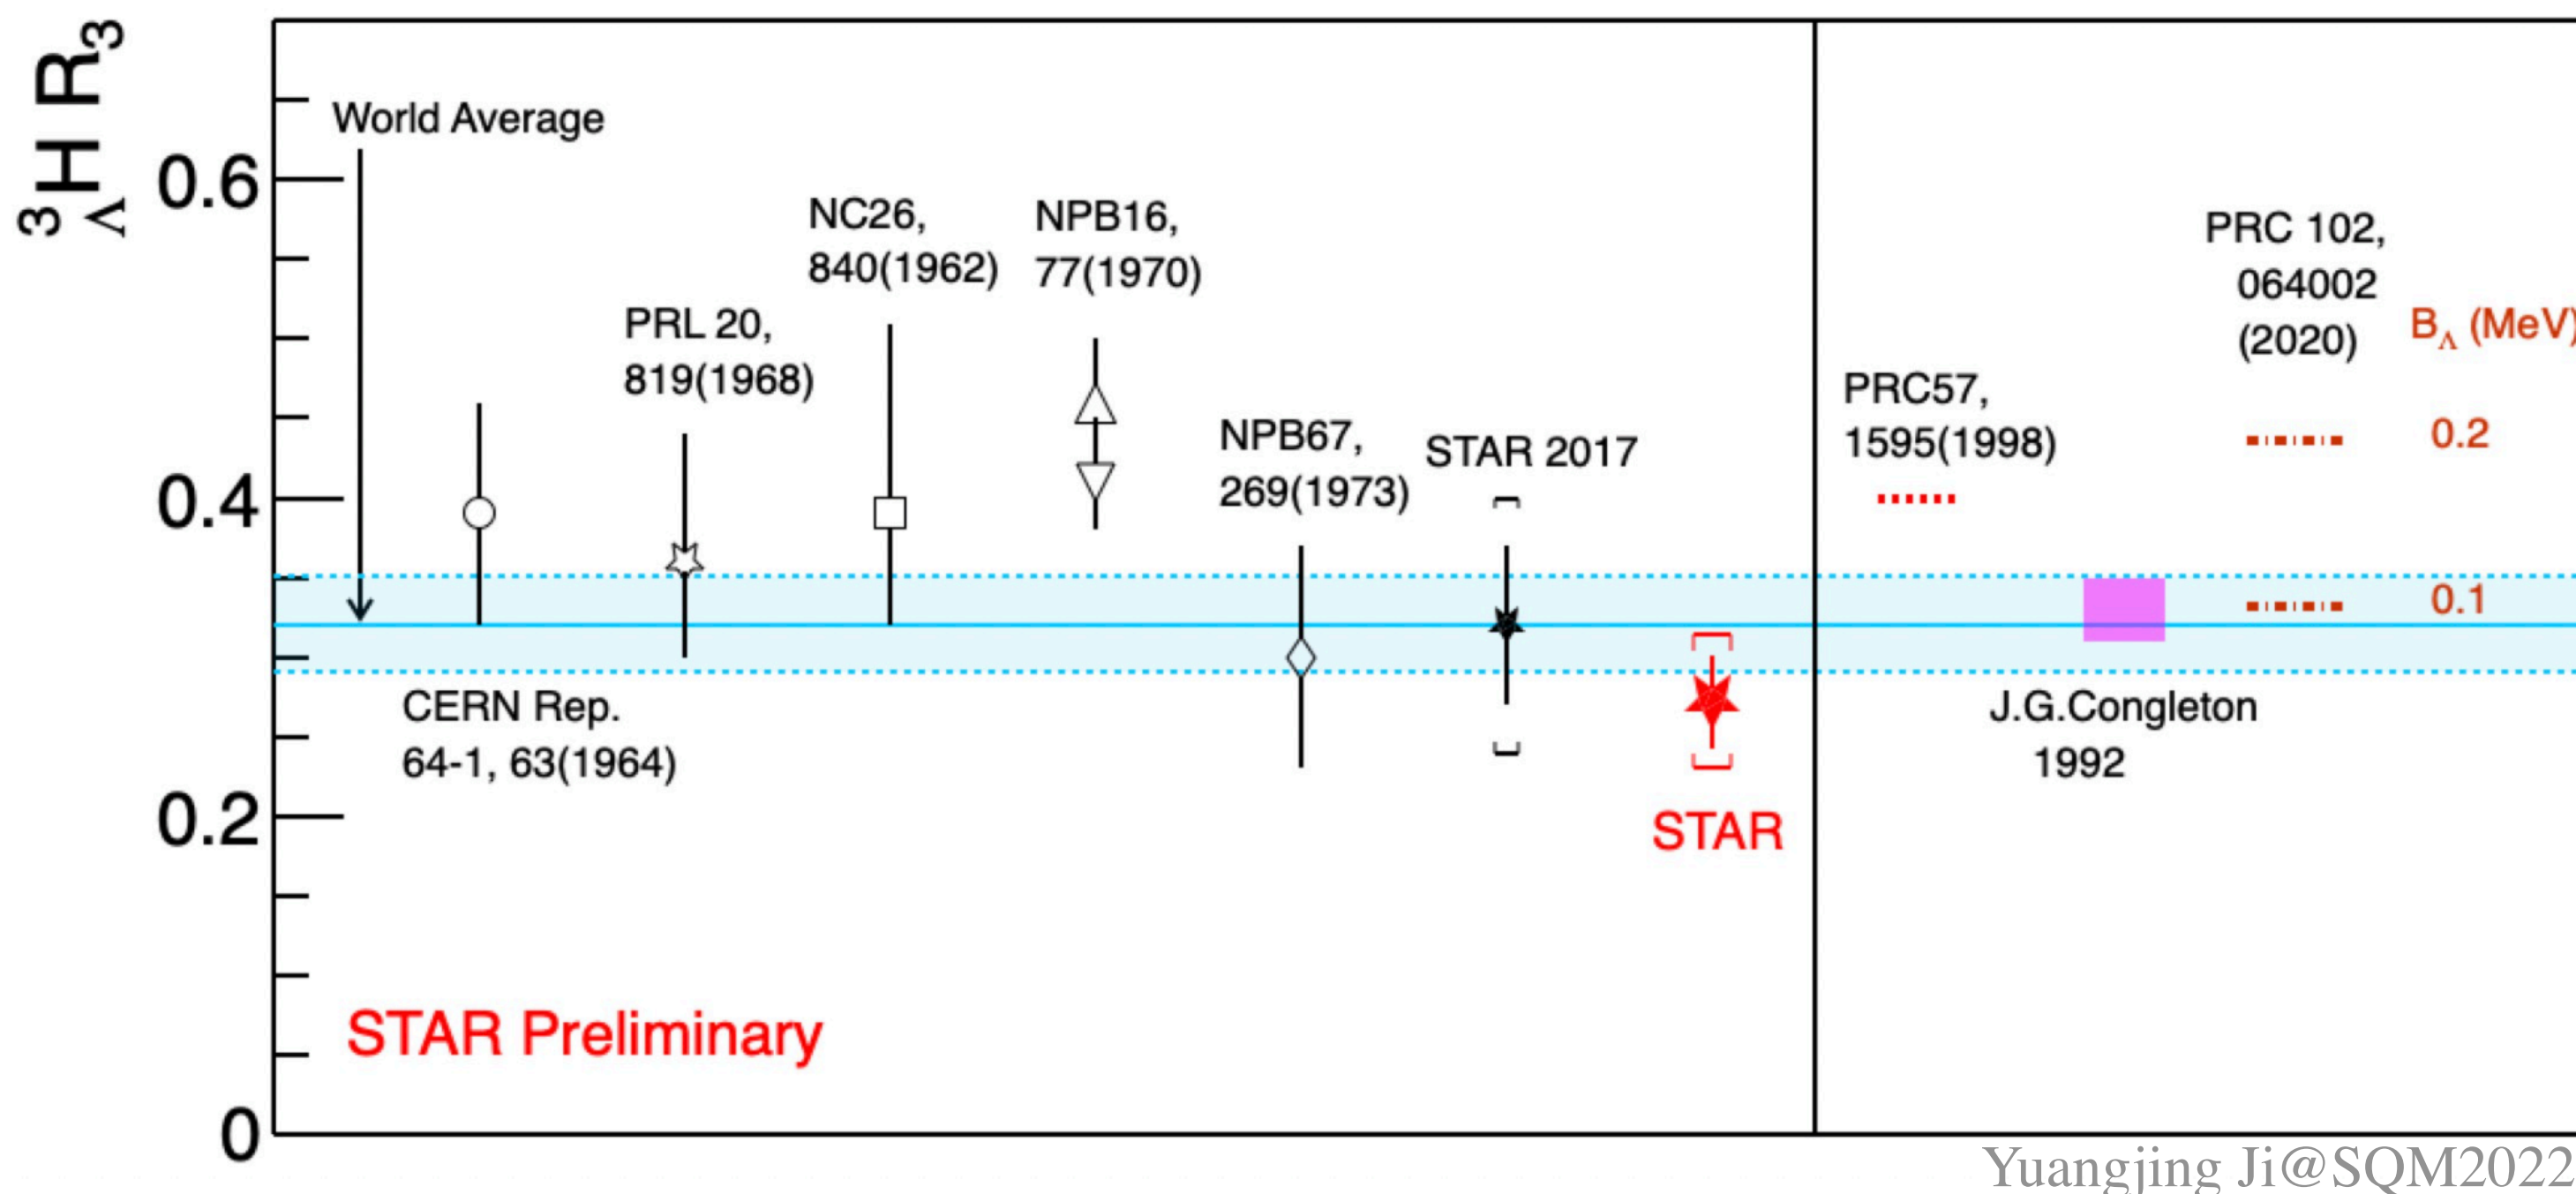 ³ΛH R₃
0.6
0.4
0.2
0
World Average
CERN Rep.
64-1, 63(1964)
PRL 20,
819(1968)
NC26,
840(1962)
NPB16,
77(1970)
NPB67,
269(1973)
STAR 2017
STAR
STAR Preliminary
PRC57,
1595(1998)
J.G.Congleton
1992
PRC 102,
064002
(2020)
BΛ (MeV)
0.2
0.1
Yuangjing Ji@SQM2022